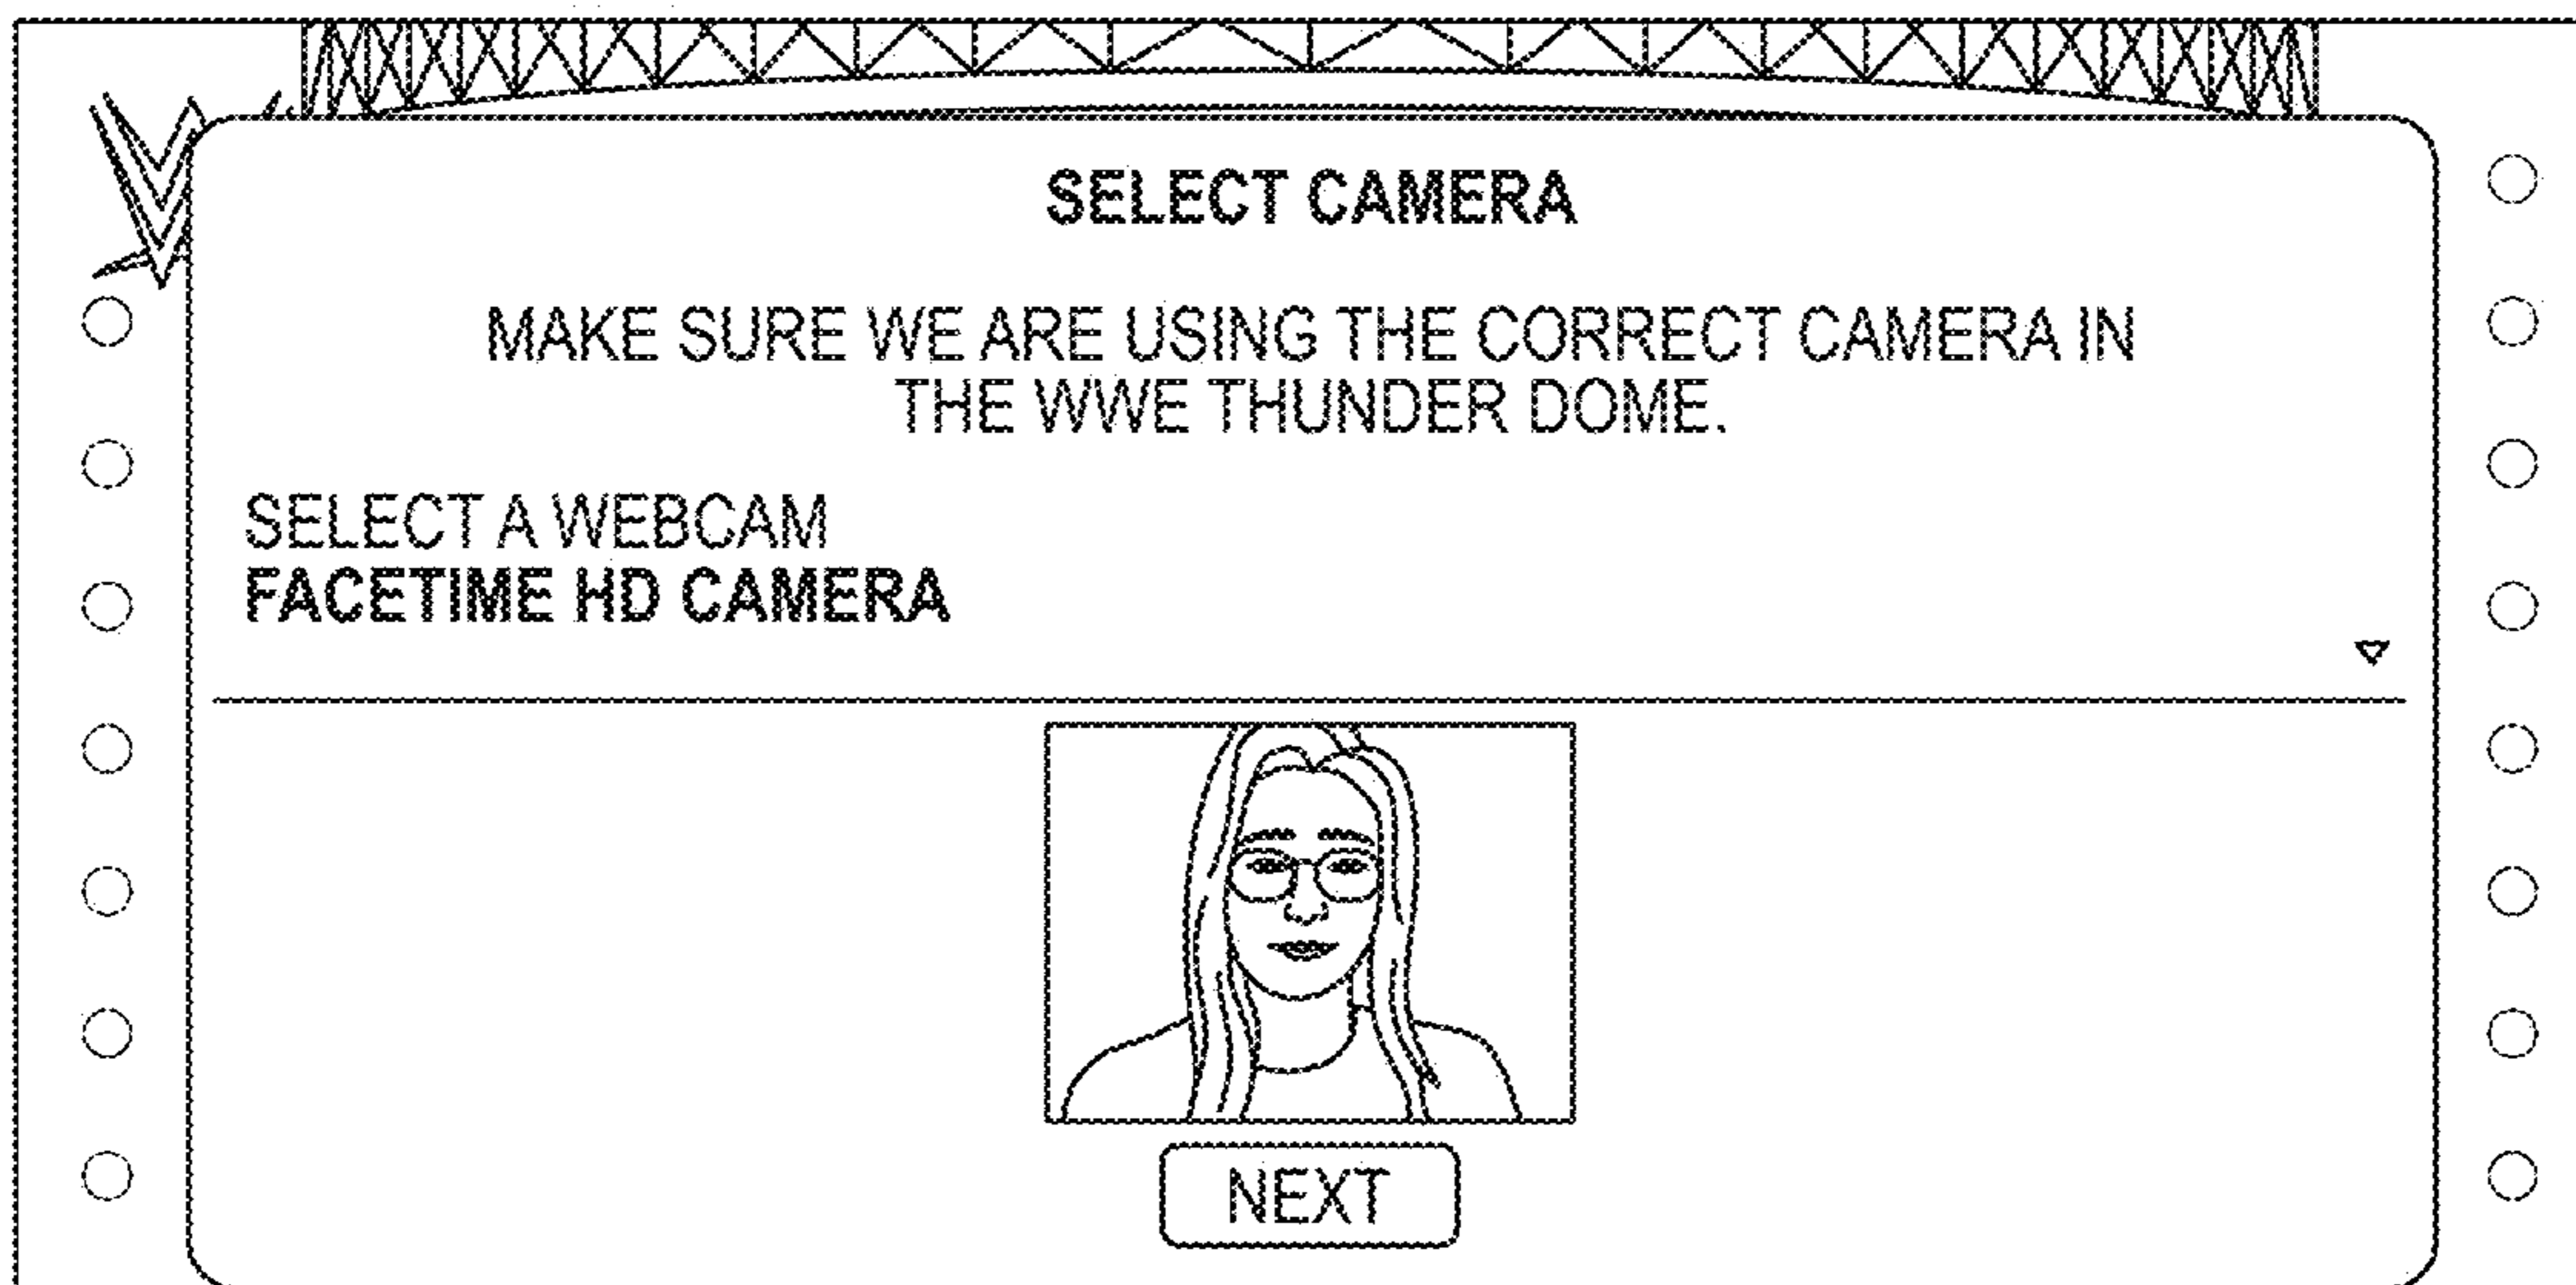 SELECT CAMERA
MAKE SURE WE ARE USING THE CORRECT CAMERA IN
THE WWE THUNDER DOME.
SELECT A WEBCAM
FACETIME HD CAMERA
NEXT